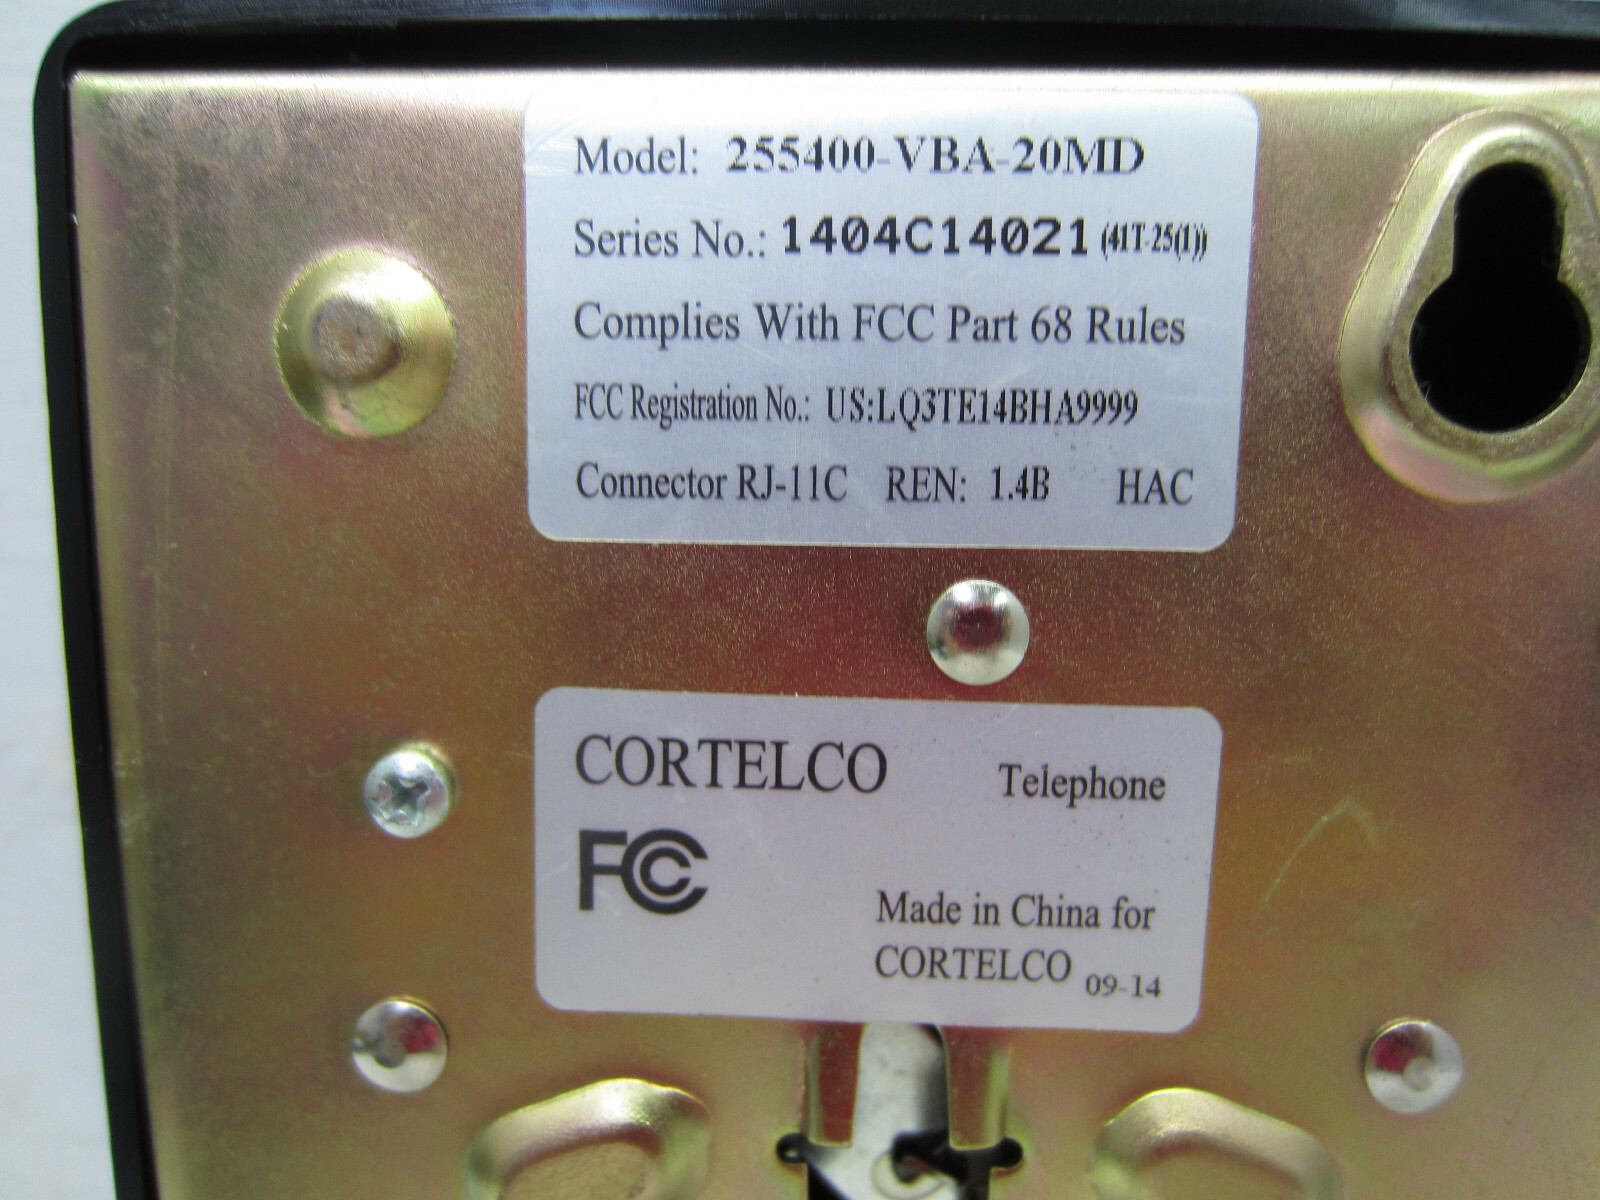 Model: 255400-VBA-20MD
Series No.: 1404C14021 (41T-25(1))
Complies With FCC Part 68 Rules
FCC Registration No.: US:LQ3TE14BHA9999
Connector RJ-11C REN: 1.4B HAC
CORTELCO Telephone
FCC
Made in China for
CORTELCO 09-14